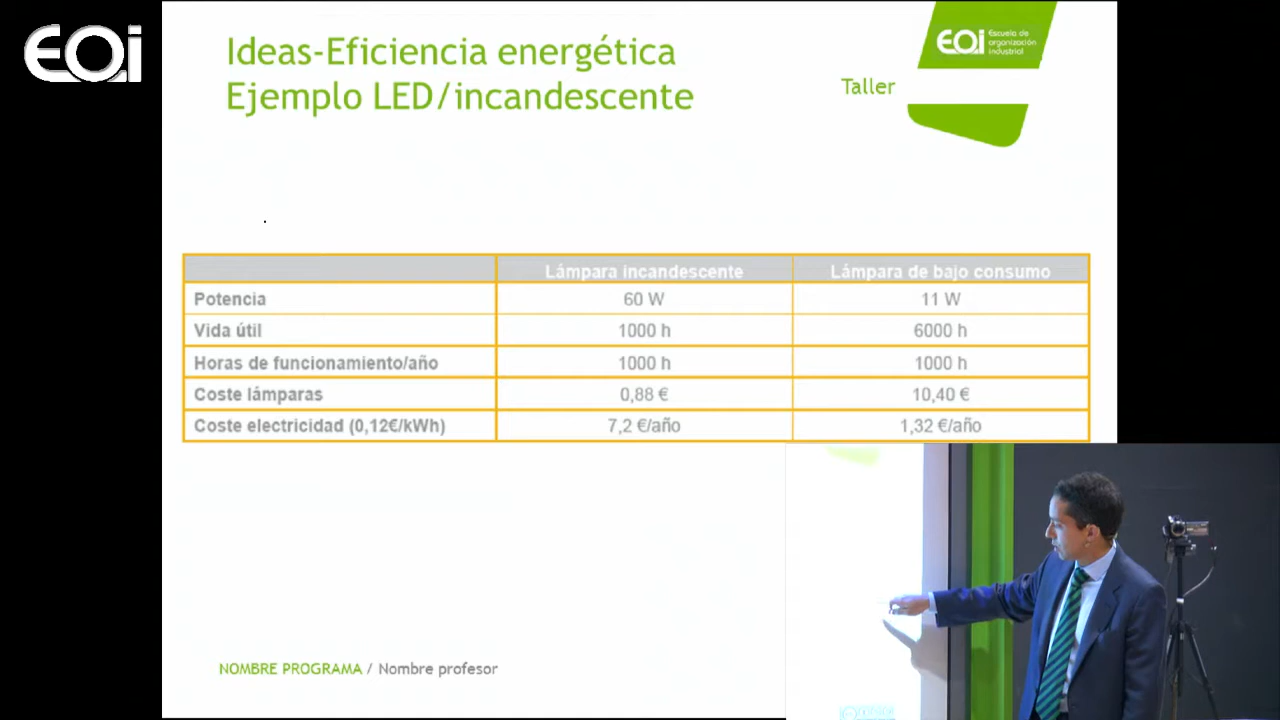 EOi
Ideas-Eficiencia energética
Ejemplo LED/incandescente
Taller
EOi Escuela de
organización
industrial
Lámpara incandescente Lámpara de bajo consumo
Potencia 60 W 11 W
Vida útil 1000 h 6000 h
Horas de funcionamiento/año 1000 h 1000 h
Coste lámparas 0,88 € 10,40 €
Coste electricidad (0,12€/kWh) 7,2 €/año 1,32 €/año
NOMBRE PROGRAMA / Nombre profesor